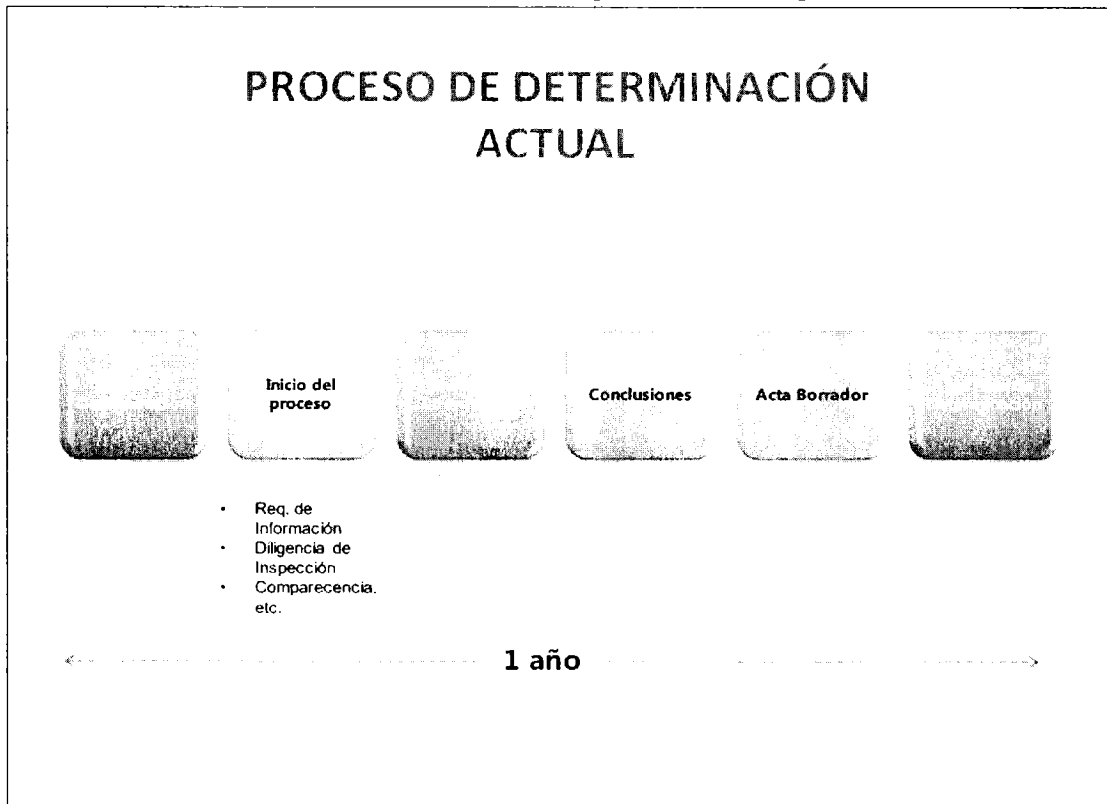 PROCESO DE DETERMINACIÓN
ACTUAL
Inicio del
proceso
Conclusiones
Acta Borrador
• Req. de
Información
• Diligencia de
Inspección
• Comparecencia.
etc.
1 año